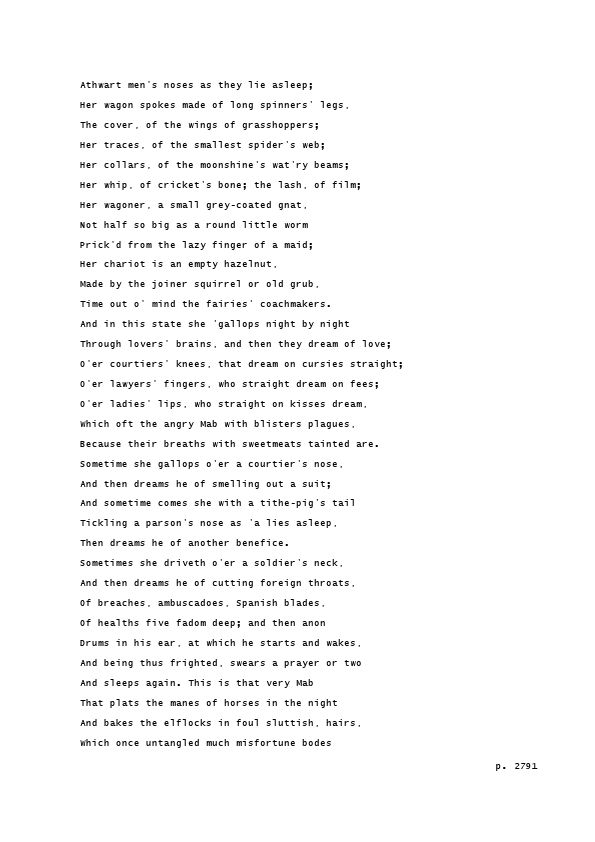 Athwart men's noses as they lie asleep;
Her wagon spokes made of long spinners' legs,
The cover, of the wings of grasshoppers;
Her traces, of the smallest spider's web;
Her collars, of the moonshine's wat'ry beams;
Her whip, of cricket's bone; the lash, of film;
Her wagoner, a small grey-coated gnat,
Not half so big as a round little worm
Prick'd from the lazy finger of a maid;
Her chariot is an empty hazelnut,
Made by the joiner squirrel or old grub,
Time out o' mind the fairies' coachmakers.
And in this state she 'gallops night by night
Through lovers' brains, and then they dream of love;
O'er courtiers' knees, that dream on cursies straight;
O'er lawyers' fingers, who straight dream on fees;
O'er ladies' lips, who straight on kisses dream,
Which oft the angry Mab with blisters plagues,
Because their breaths with sweetmeats tainted are.
Sometime she gallops o'er a courtier's nose,
And then dreams he of smelling out a suit;
And sometime comes she with a tithe-pig's tail
Tickling a parson's nose as 'a lies asleep,
Then dreams he of another benefice.
Sometimes she driveth o'er a soldier's neck,
And then dreams he of cutting foreign throats,
Of breaches, ambuscadoes, Spanish blades,
Of healths five fadom deep; and then anon
Drums in his ear, at which he starts and wakes,
And being thus frighted, swears a prayer or two
And sleeps again. This is that very Mab
That plats the manes of horses in the night
And bakes the elflocks in foul sluttish, hairs,
Which once untangled much misfortune bodes
p. 2791